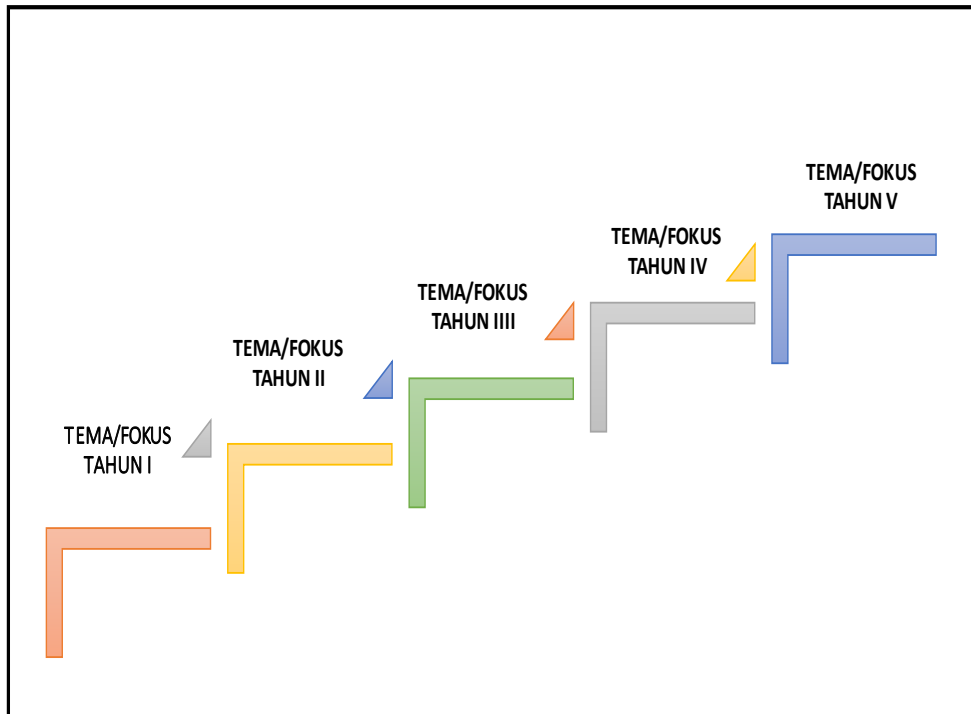 TEMA/FOKUS
TAHUN I
TEMA/FOKUS
TAHUN II
TEMA/FOKUS
TAHUN IIII
TEMA/FOKUS
TAHUN IV
TEMA/FOKUS
TAHUN V